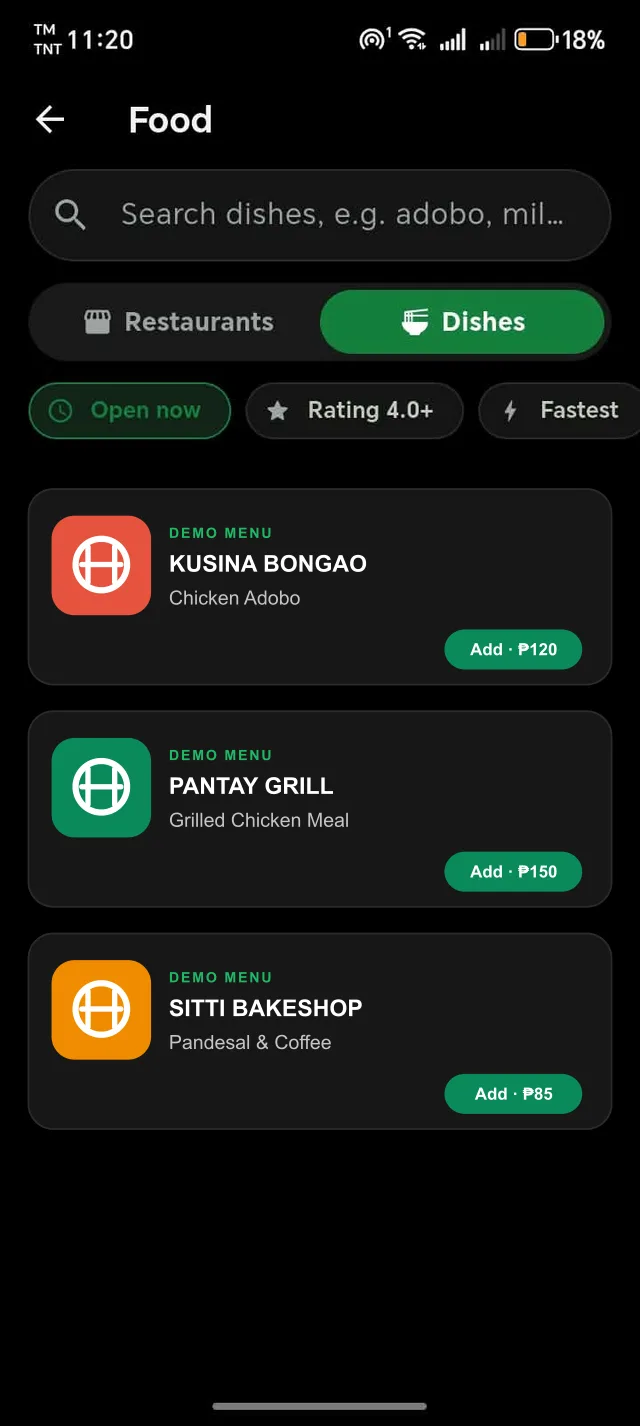 TM
TNT 11:20
1 18%
Food
Search dishes, e.g. adobo, mil...
Restaurants Dishes
Open now Rating 4.0+ Fastest
DEMO MENU
KUSINA BONGAO
Chicken Adobo
Add · ₱120
DEMO MENU
PANTAY GRILL
Grilled Chicken Meal
Add · ₱150
DEMO MENU
SITTI BAKESHOP
Pandesal & Coffee
Add · ₱85